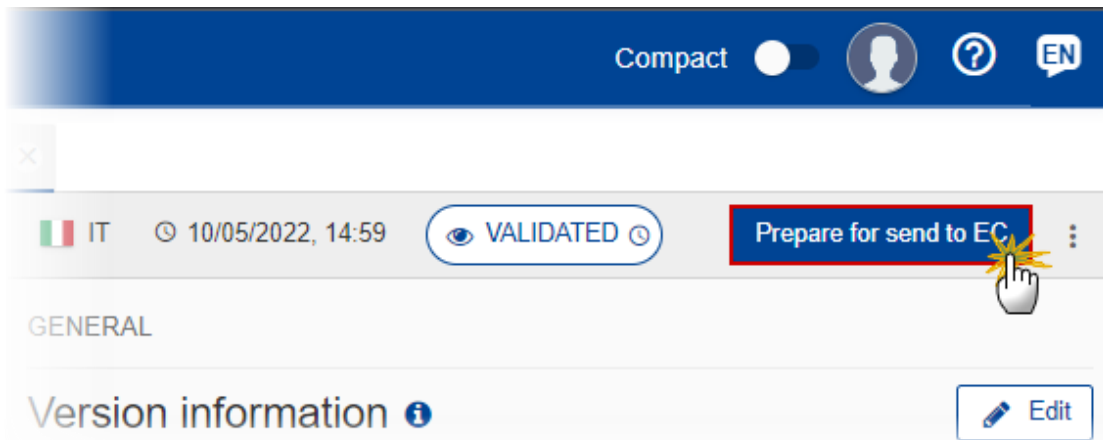 Compact EN
IT 10/05/2022, 14:59 VALIDATED Prepare for send to EC
GENERAL
Version information
Edit